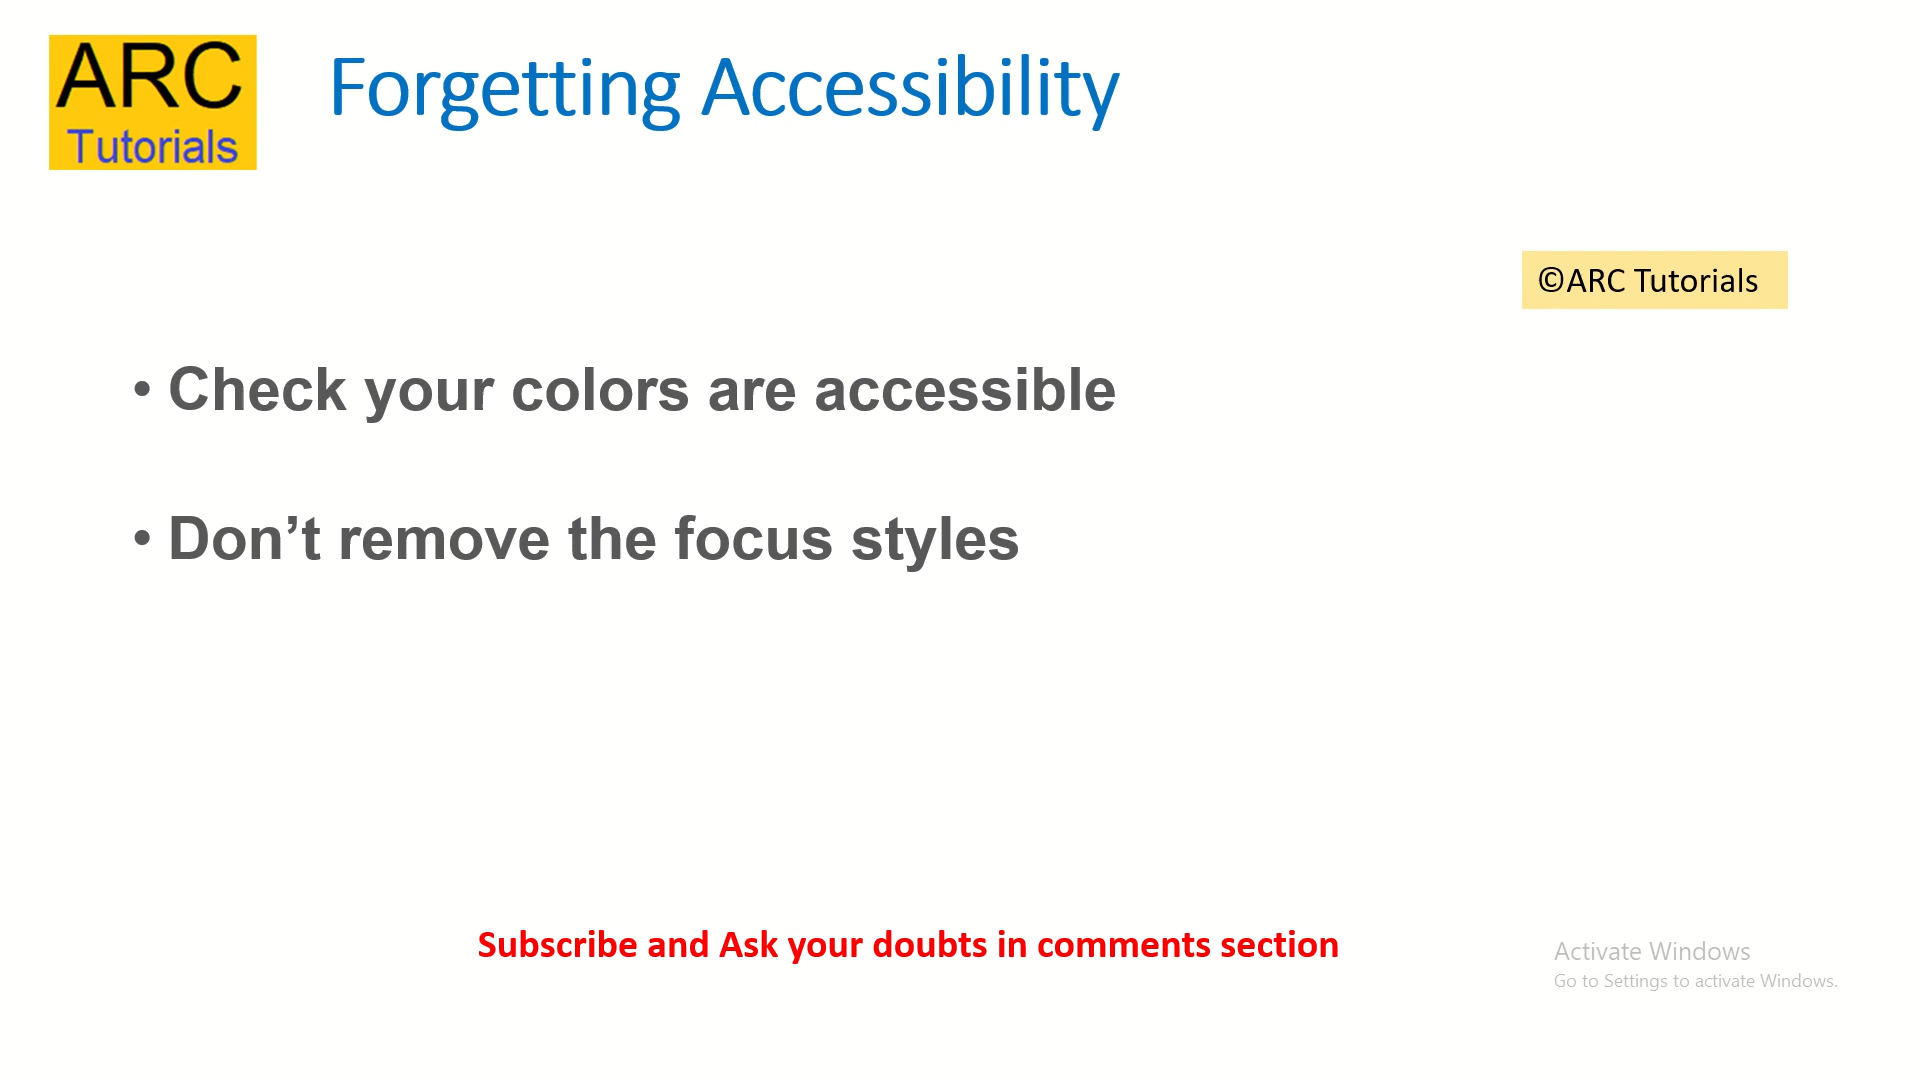 ARC
Tutorials
Forgetting Accessibility
©ARC Tutorials
• Check your colors are accessible
• Don’t remove the focus styles
Subscribe and Ask your doubts in comments section
Activate Windows
Go to Settings to activate Windows.